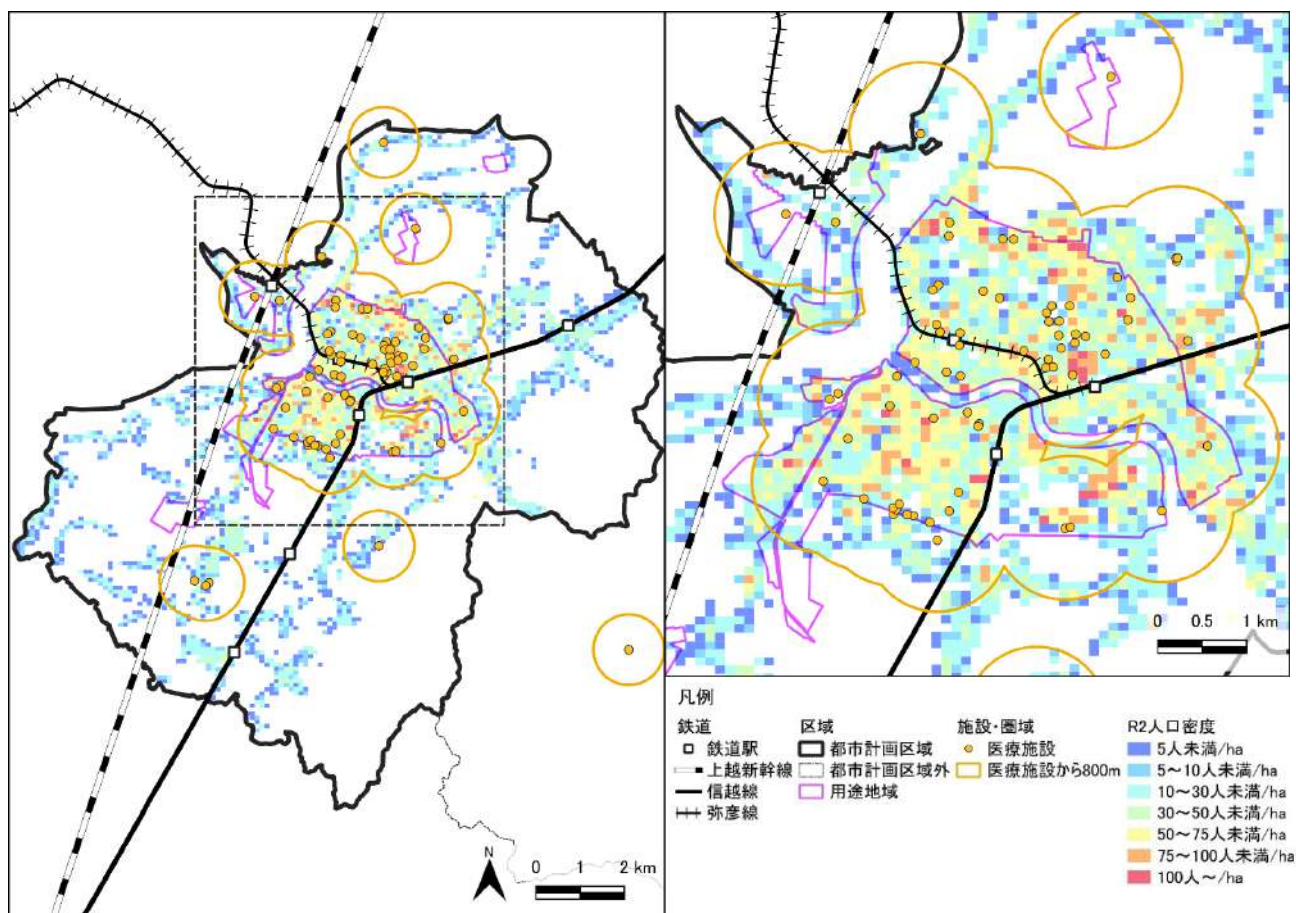 N
0 1 2 km
0 0.5 1 km
凡例
鉄道
鉄道駅
上越新幹線
信越線
弥彦線
区域
都市計画区域
都市計画区域外
用途地域
施設・圏域
医療施設
医療施設から800m
R2人口密度
5人未満/ha
5～10人未満/ha
10～30人未満/ha
30～50人未満/ha
50～75人未満/ha
75～100人未満/ha
100人～/ha